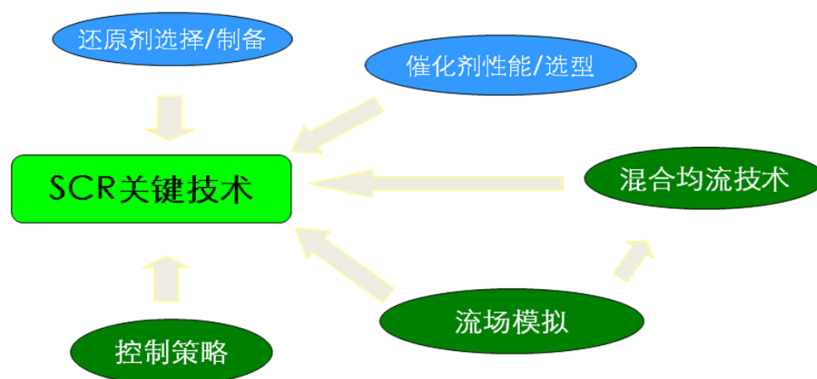 还原剂选择/制备
催化剂性能/选型
SCR关键技术
混合均流技术
流场模拟
控制策略